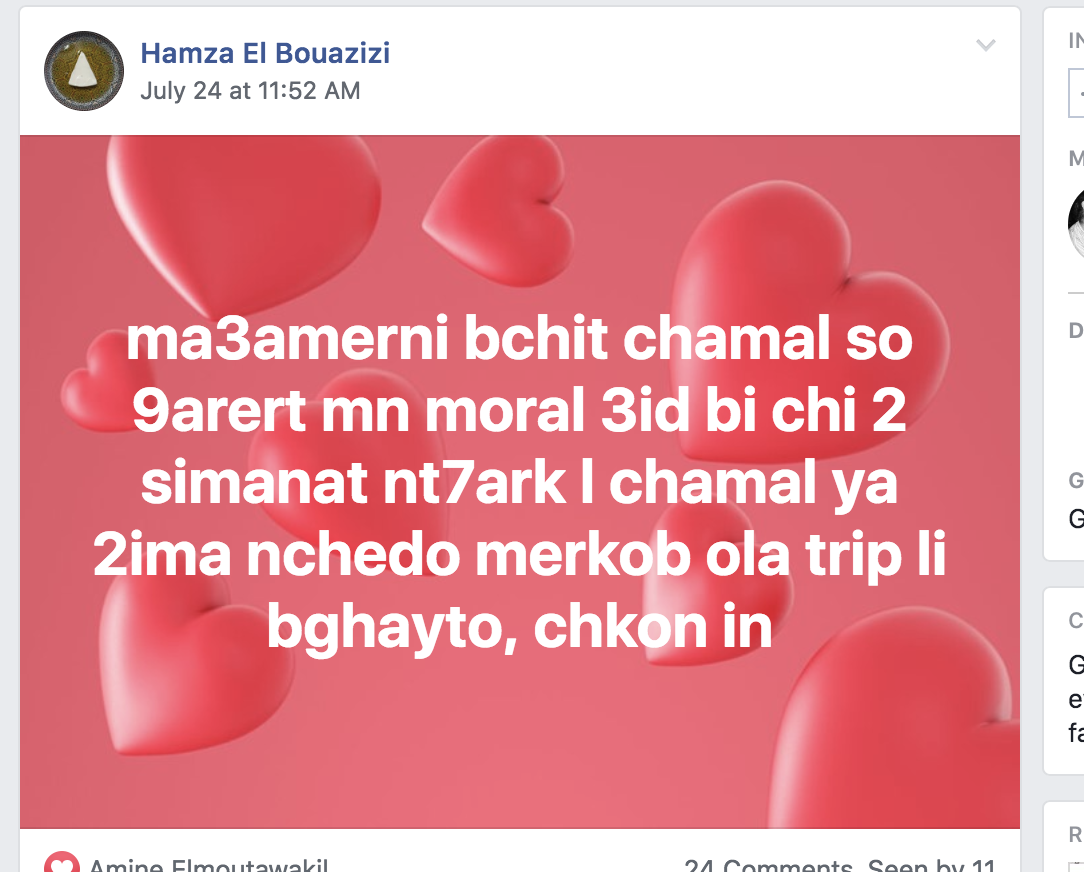 Hamza El Bouazizi
July 24 at 11:52 AM
ma3amerni bchit chamal so
9arert mn moral 3id bi chi 2
simanat nt7ark l chamal ya
2ima nchedo merkob ola trip li
bghayto, chkon in
Amine Elmoutawakil
24 Comments Seen by 11
IN
M
D
G
G
C
G
e
fa
R